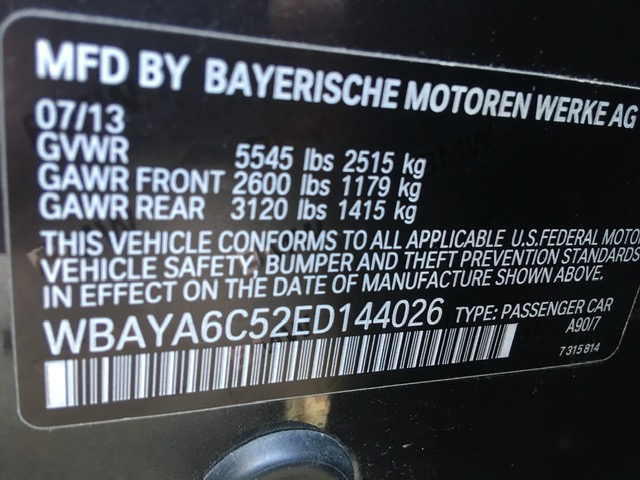 MFD BY BAYERISCHE MOTOREN WERKE AG
07/13
GVWR 5545 lbs 2515 kg
GAWR FRONT 2600 lbs 1179 kg
GAWR REAR 3120 lbs 1415 kg
THIS VEHICLE CONFORMS TO ALL APPLICABLE U.S.FEDERAL MOTOR
VEHICLE SAFETY, BUMPER AND THEFT PREVENTION STANDARDS
IN EFFECT ON THE DATE OF MANUFACTURE SHOWN ABOVE.
WBAYA6C52ED144026 TYPE: PASSENGER CAR
A90/7
7 315 814